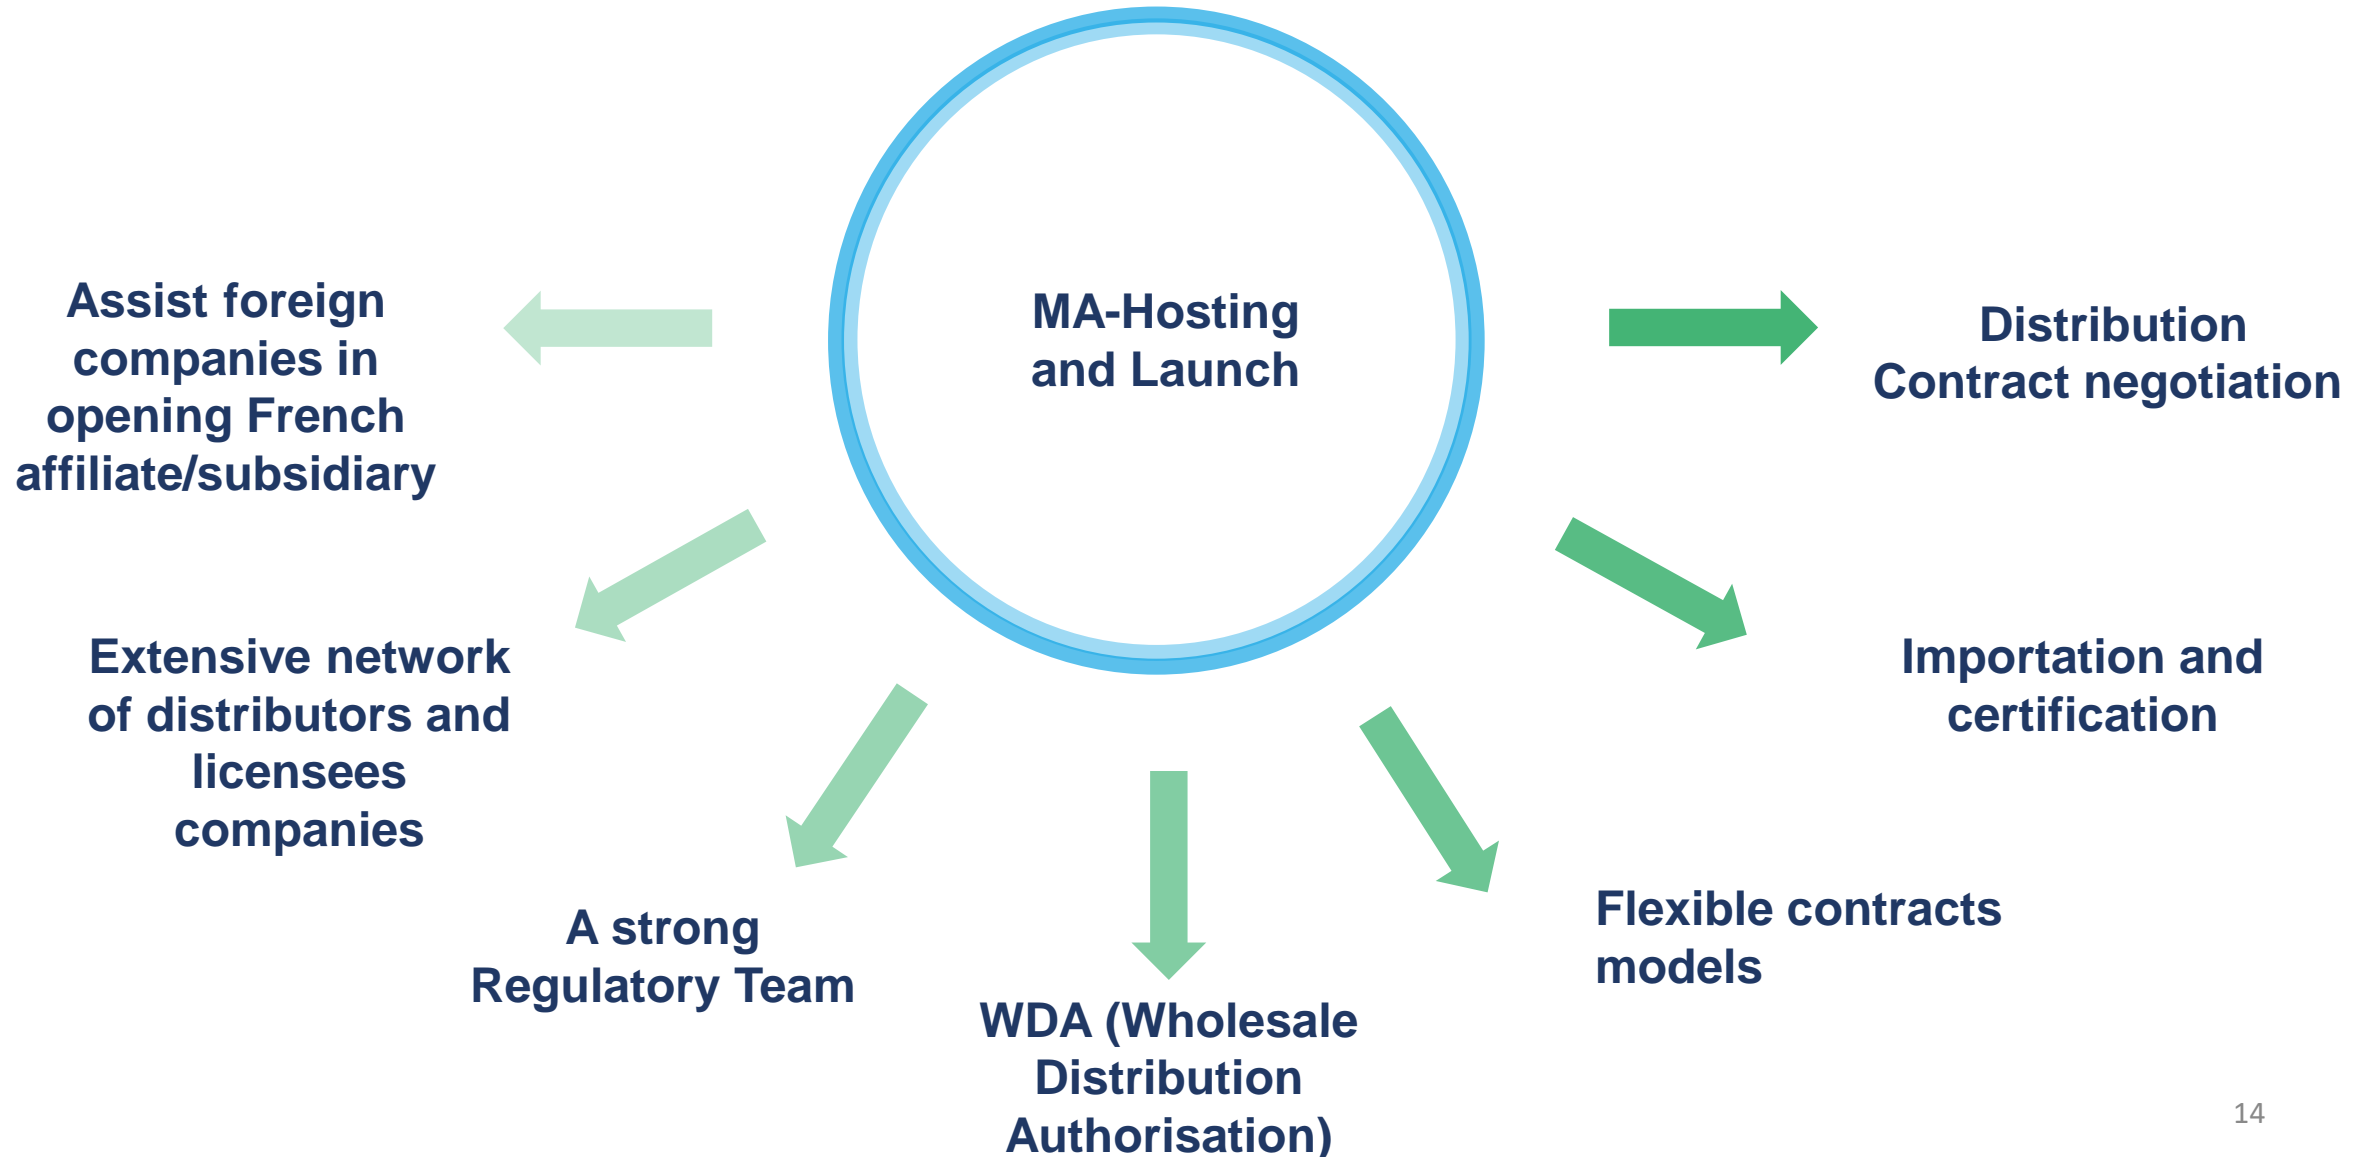 MA-Hosting
and Launch
Assist foreign
companies in
opening French
affiliate/subsidiary
Distribution
Contract negotiation
Extensive network
of distributors and
licensees
companies
Importation and
certification
A strong
Regulatory Team
Flexible contracts
models
WDA (Wholesale
Distribution
Authorisation)
14